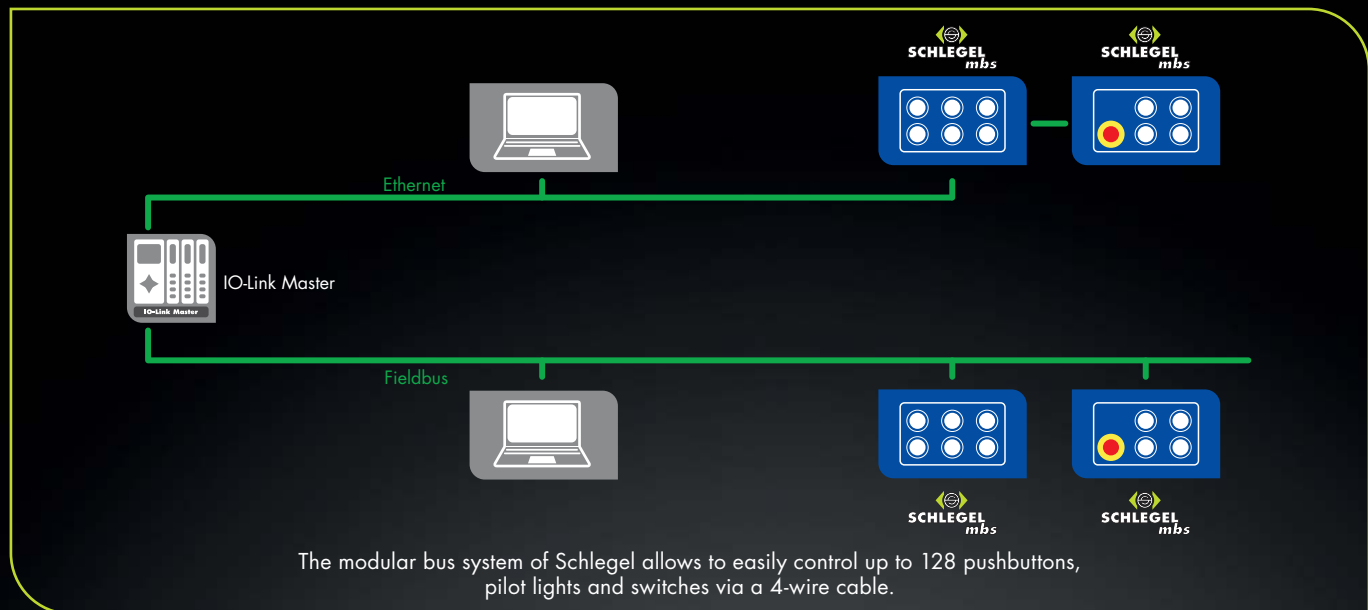 SCHLEGEL
mbs
SCHLEGEL
mbs
Ethernet
IO-Link Master
IO-Link Master
Fieldbus
SCHLEGEL
mbs
SCHLEGEL
mbs
The modular bus system of Schlegel allows to easily control up to 128 pushbuttons,
pilot lights and switches via a 4-wire cable.